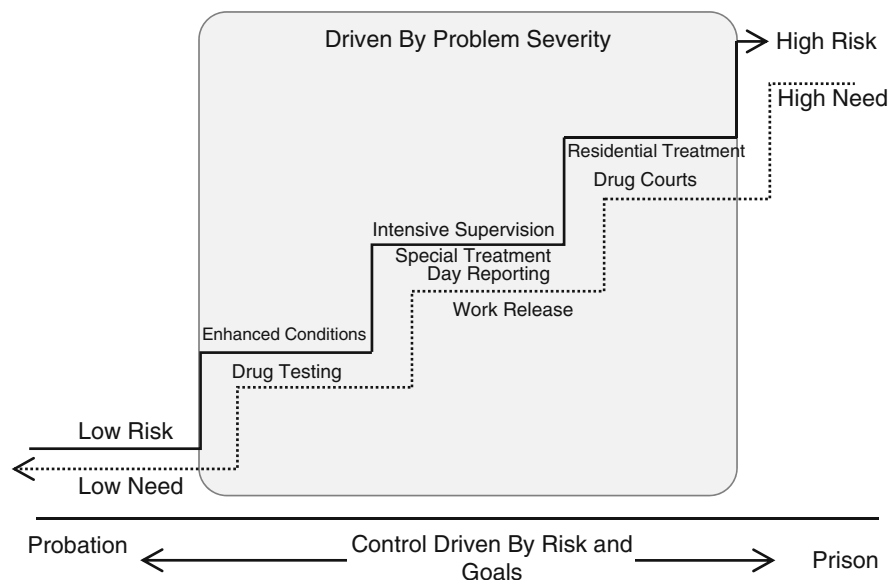 Driven By Problem Severity
High Risk
High Need
Residential Treatment
Drug Courts
Intensive Supervision
Special Treatment
Day Reporting
Work Release
Enhanced Conditions
Drug Testing
Low Risk
Low Need
Probation
Control Driven By Risk and
Goals
Prison